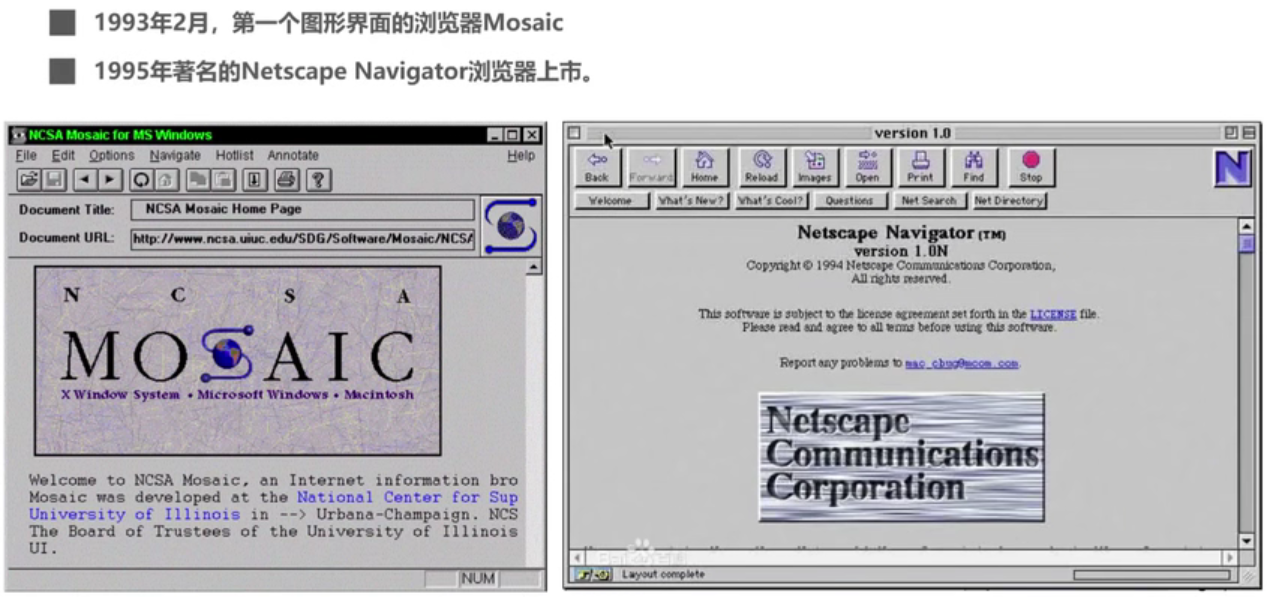 1993年2月，第一个图形界面的浏览器Mosaic
1995年著名的Netscape Navigator浏览器上市。
NCSA Mosaic for MS Windows
File Edit Options Navigate Hotlist Annotate Help
Document Title: NCSA Mosaic Home Page
Document URL: http://www.ncsa.uiuc.edu/SDG/Software/Mosaic/NCSA
N C S A
MOSAIC
X Window System • Microsoft Windows • Macintosh
Welcome to NCSA Mosaic, an Internet information bro
Mosaic was developed at the National Center for Sup
University of Illinois in --> Urbana-Champaign. NCS
The Board of Trustees of the University of Illinois
UI.
NUM
version 1.0
Back Forward Home Reload Images Open Print Find Stop
N
Welcome What's New? What's Cool? Questions Net Search Net Directory
Netscape Navigator (TM)
version 1.0N
Copyright © 1994 Netscape Communications Corporation,
All rights reserved.
This software is subject to the license agreement set forth in the LICENSE file.
Please read and agree to all terms before using this software.
Report any problems to mac_cbug@mcom.com.
Netscape
Communications
Corporation
Layout complete